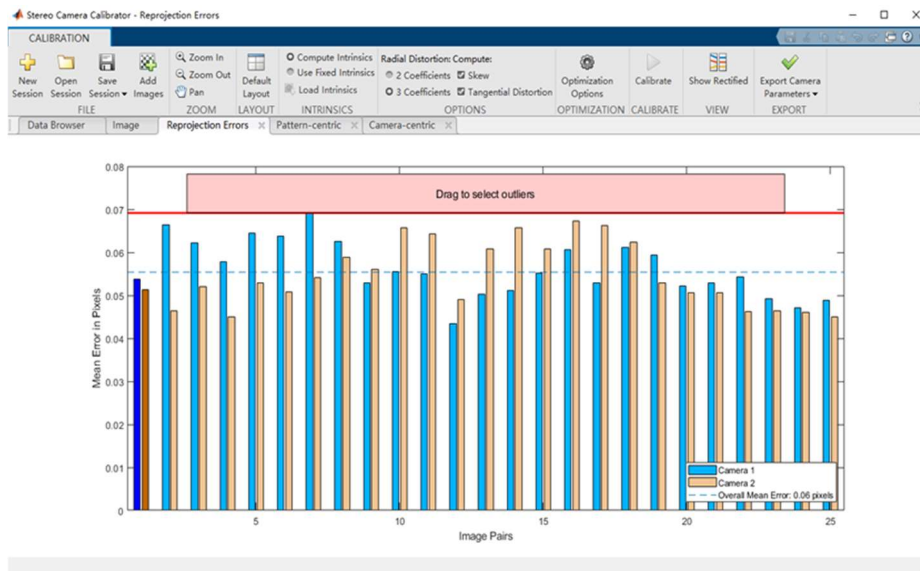 Stereo Camera Calibrator - Reprojection Errors
CALIBRATION
New Session
Open Session
Save Session
Add Images
FILE
Zoom In
Zoom Out
Pan
ZOOM
Default Layout
LAYOUT
Compute Intrinsics
Use Fixed Intrinsics
Load Intrinsics
INTRINSICS
Radial Distortion: Compute:
2 Coefficients Skew
3 Coefficients Tangential Distortion
OPTIONS
Optimization Options
OPTIMIZATION
Calibrate
CALIBRATE
Show Rectified
VIEW
Export Camera Parameters
EXPORT
Data Browser Image Reprojection Errors Pattern-centric Camera-centric
0.08
Drag to select outliers
0.07
0.06
0.05
0.04
0.03
0.02
0.01
0
Mean Error in Pixels
Camera 1
Camera 2
Overall Mean Error: 0.06 pixels
5 10 15 20 25
Image Pairs